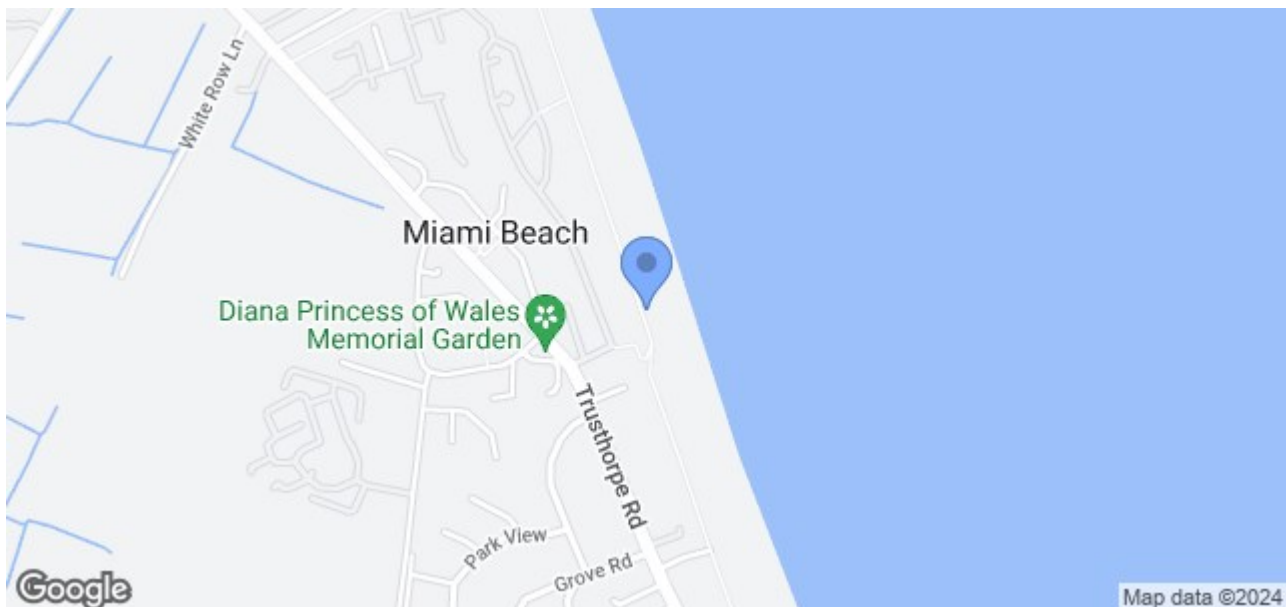 White Row Ln
Miami Beach
Diana Princess of Wales
Memorial Garden
Trusthorpe Rd
Park View
Grove Rd
Google
Map data ©2024